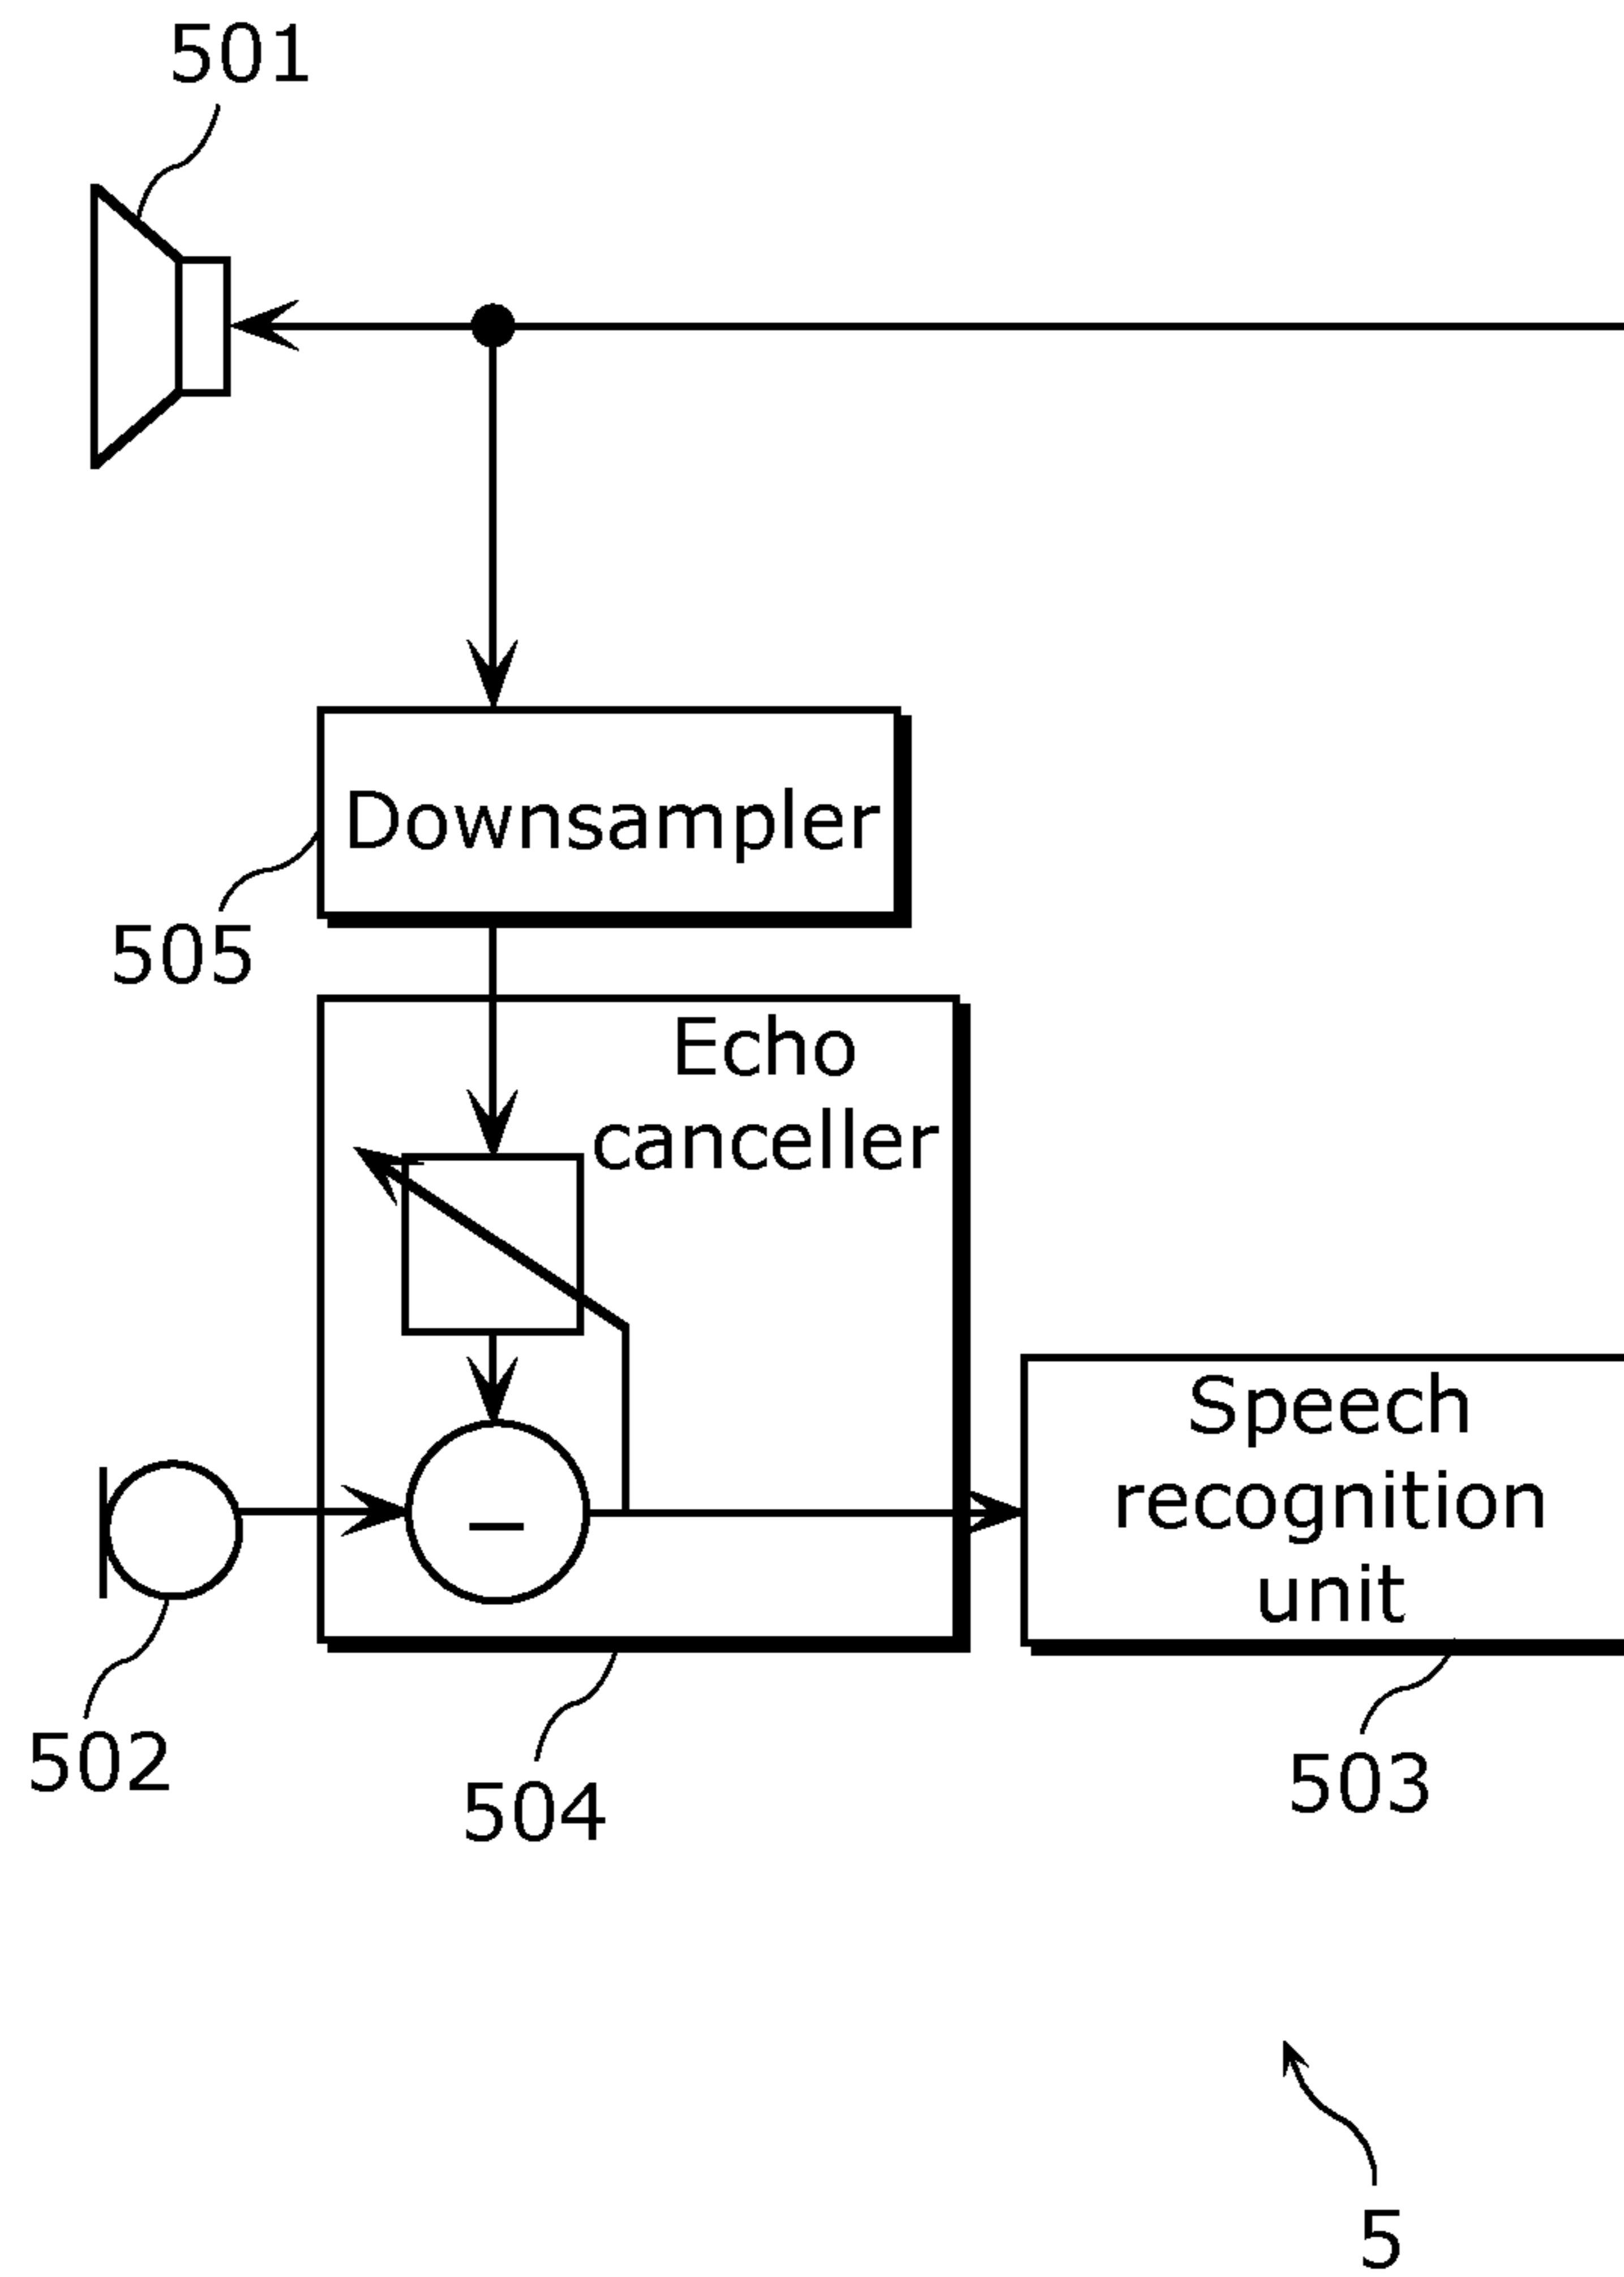 501
Downsampler
505
Echo
canceller
Speech
recognition
unit
502
504
503
5